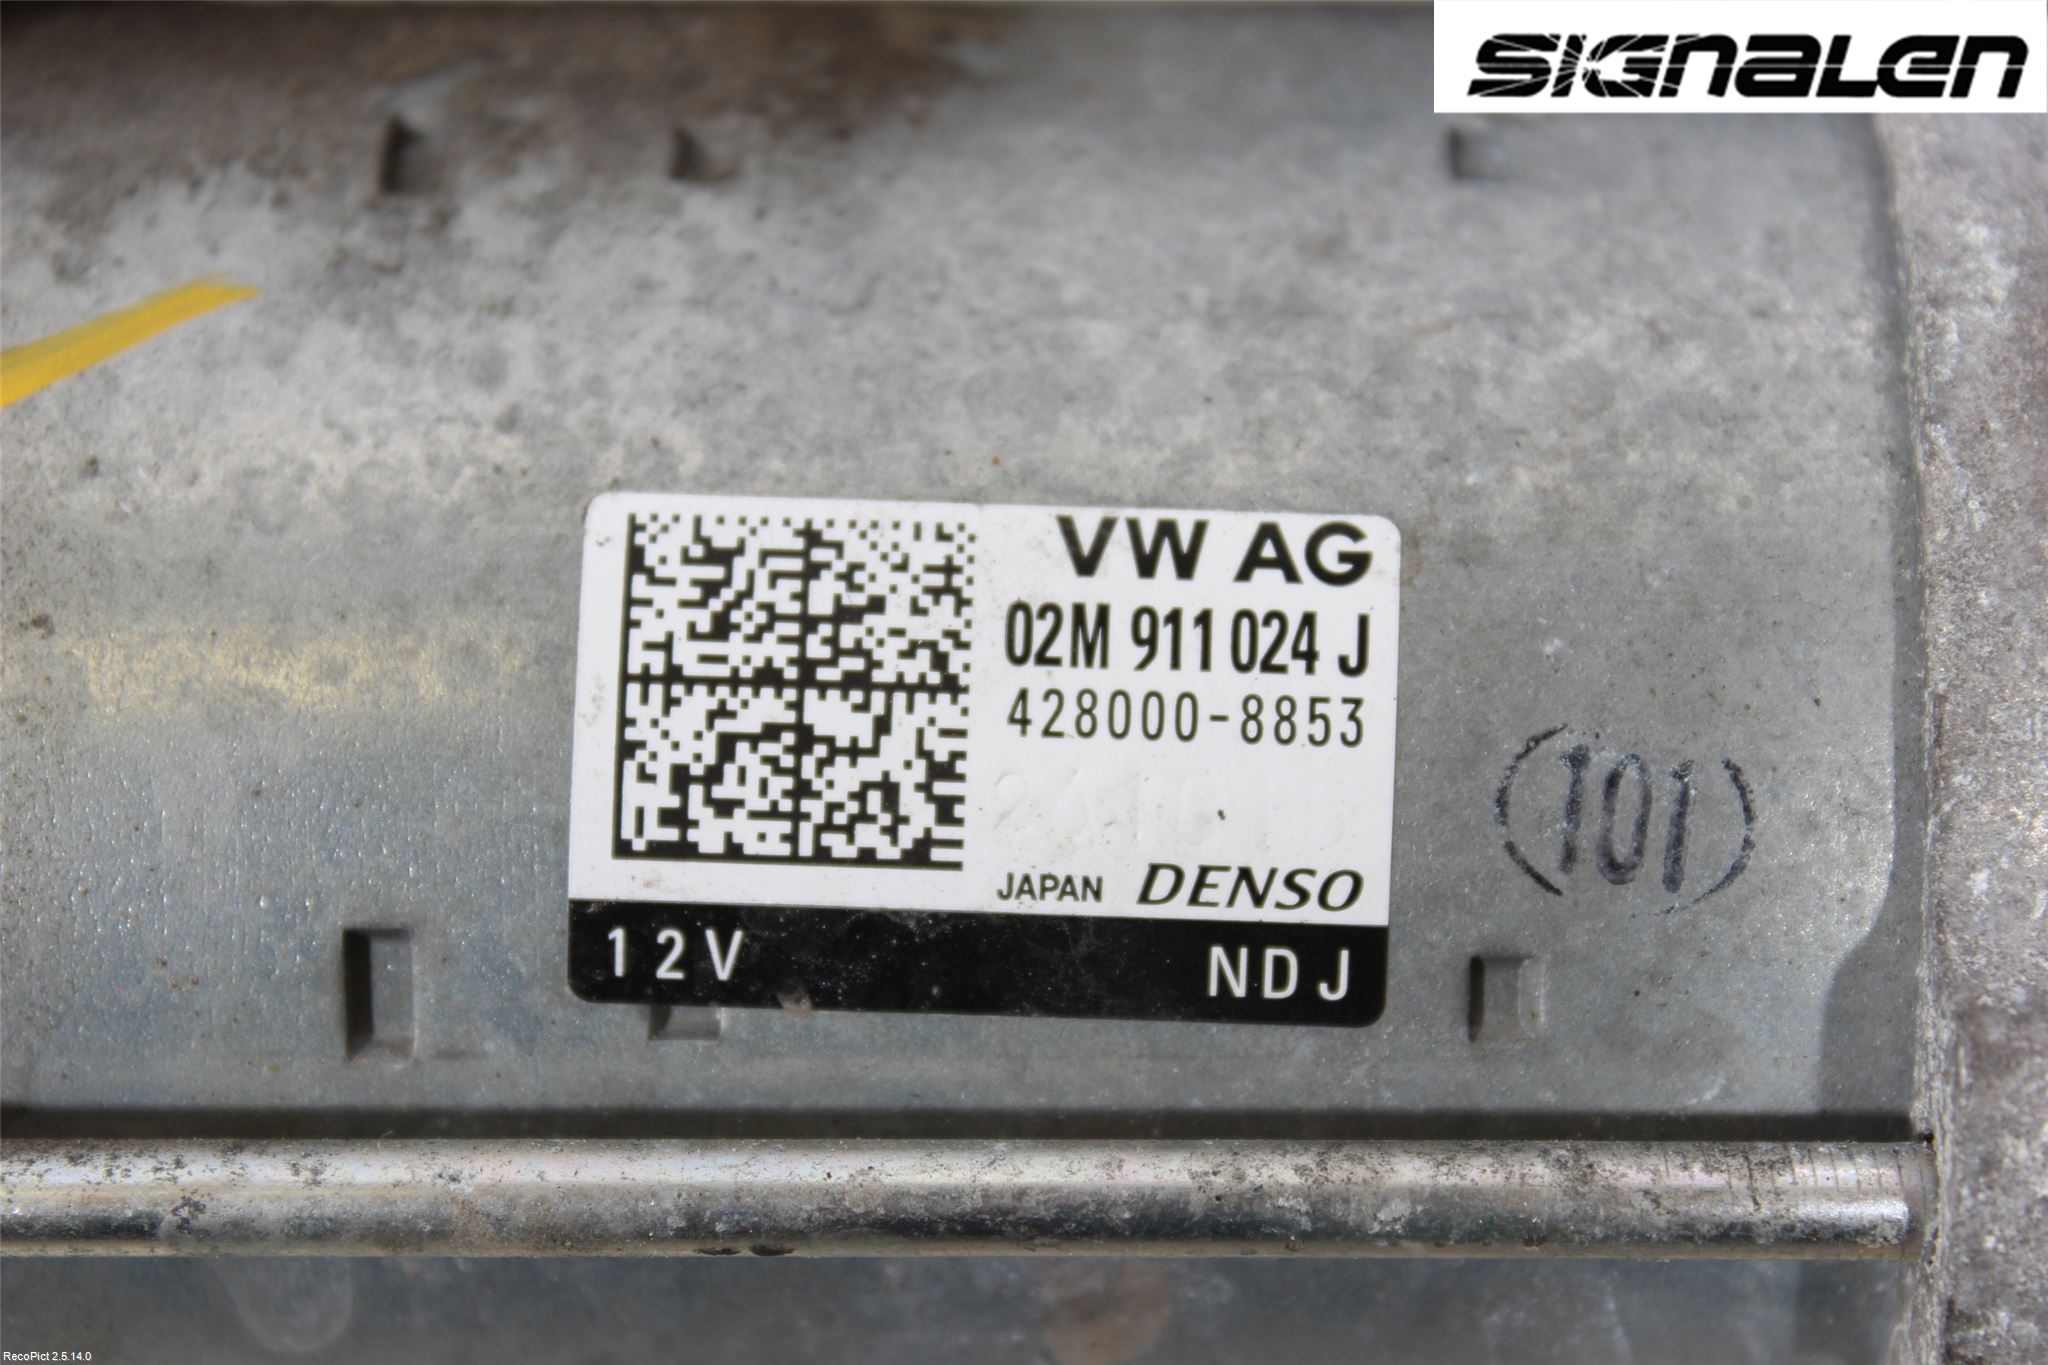 SIGNALEN
VW AG
02M 911 024 J
428000-8853
JAPAN DENSO
12V NDJ
(101)
RecoPict 2.5.14.0